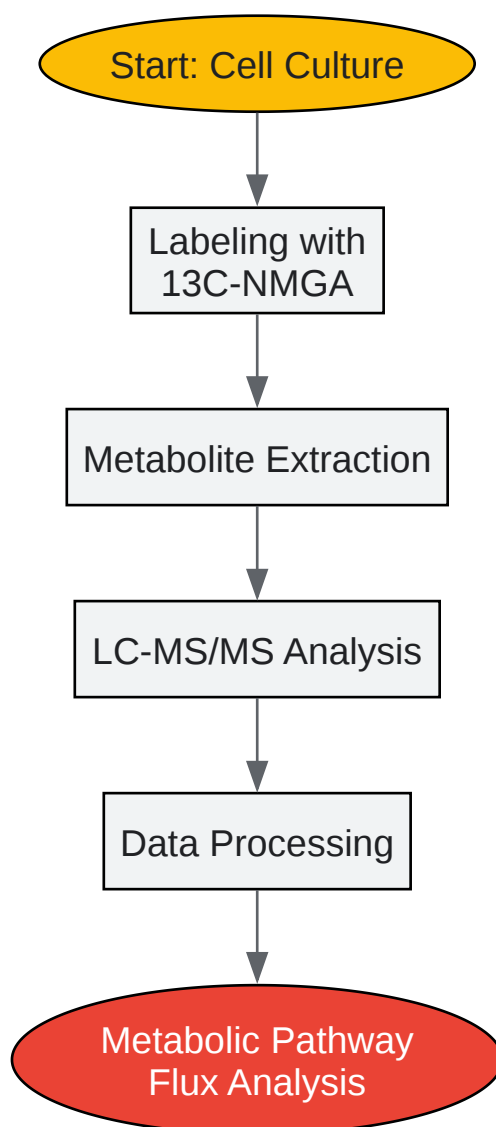 Start: Cell Culture
Labeling with
13C-NMGA
Metabolite Extraction
LC-MS/MS Analysis
Data Processing
Metabolic Pathway
Flux Analysis